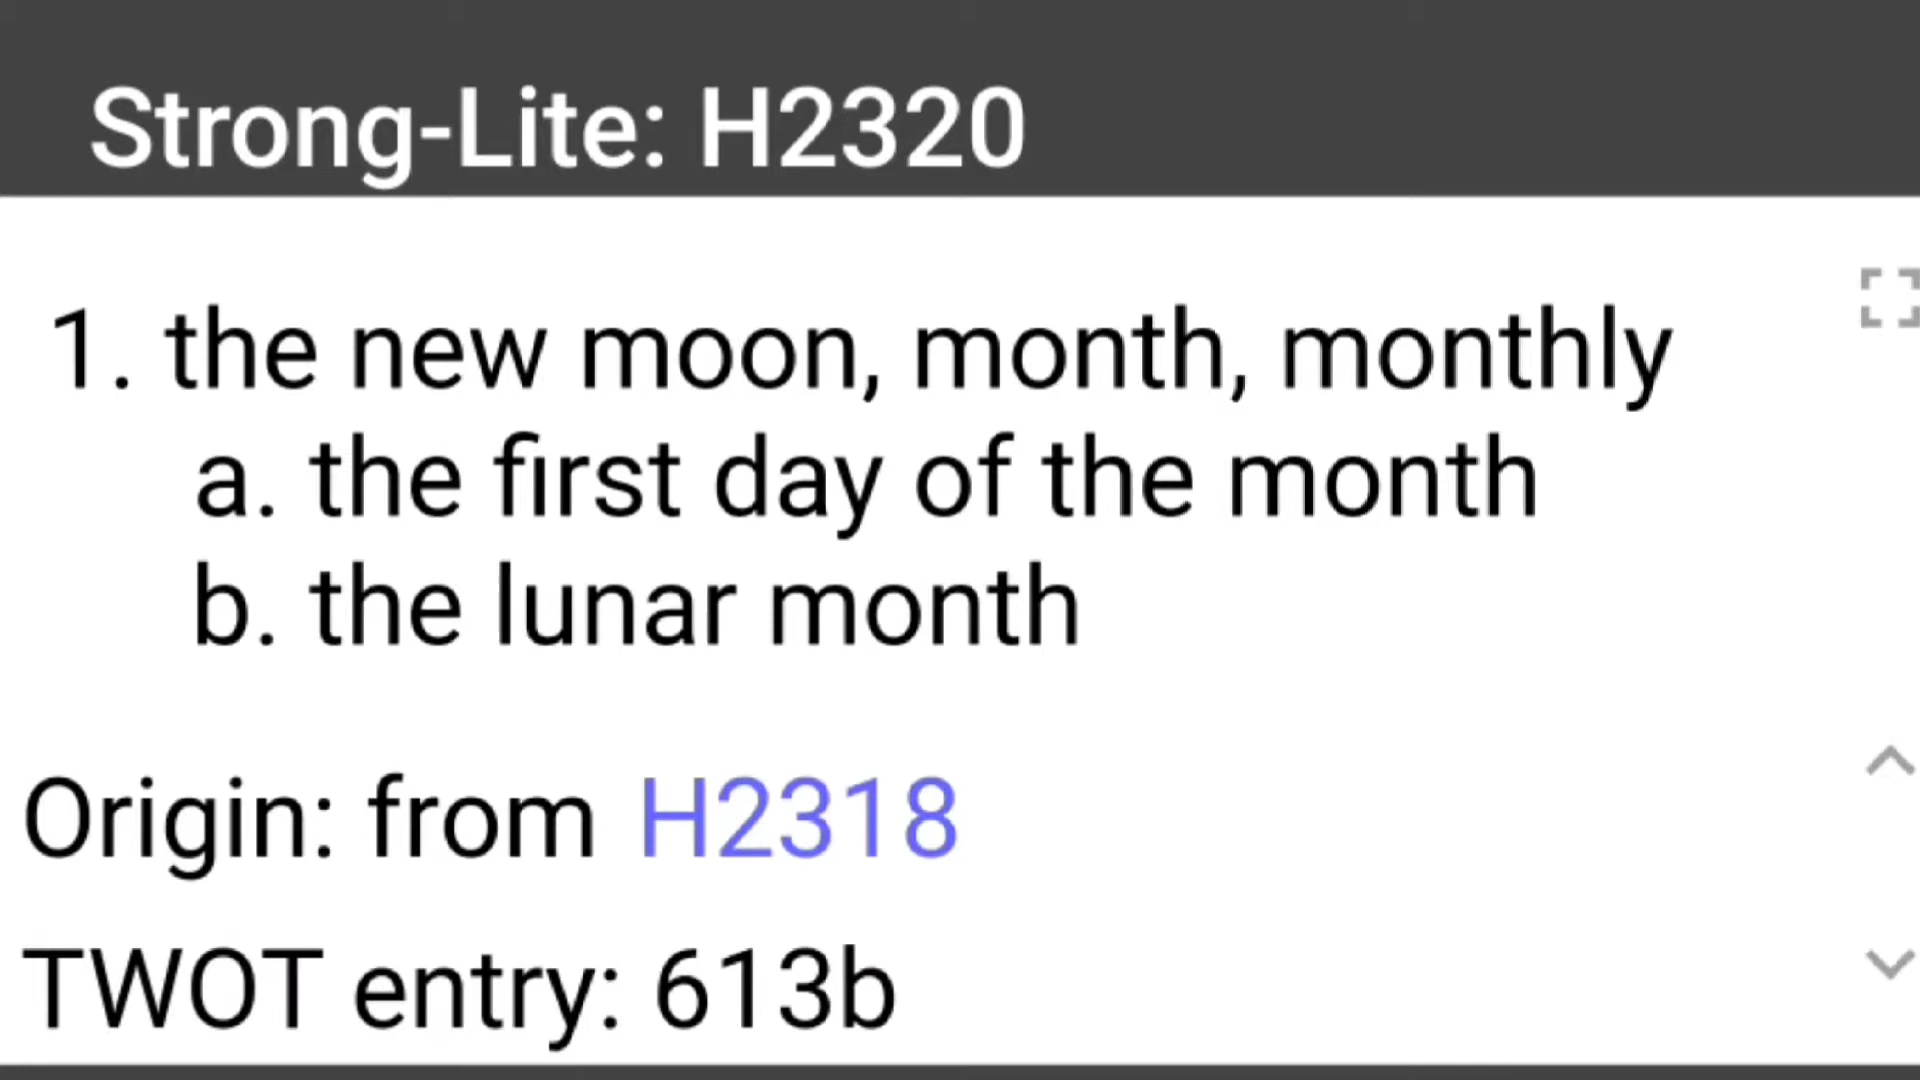 Strong-Lite: H2320
1. the new moon, month, monthly
a. the first day of the month
b. the lunar month
Origin: from H2318
TWOT entry: 613b